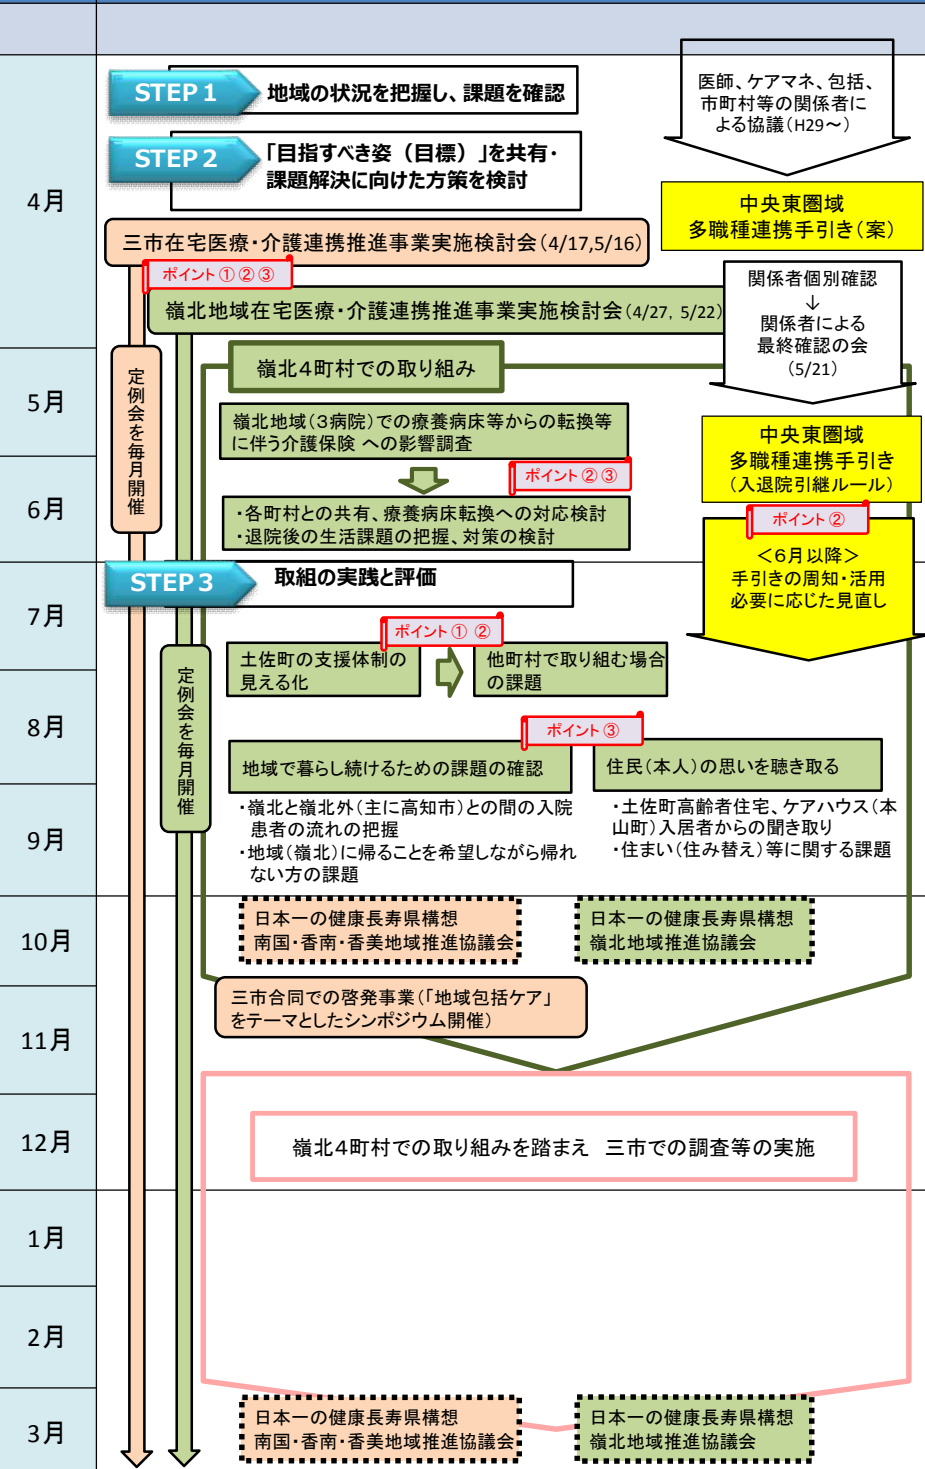 STEP1
地域の状況を把握し、課題を確認
医師、ケアマネ、包括、
市町村等の関係者に
よる協議(H29～)
4月
STEP2
「目指すべき姿（目標）」を共有・
課題解決に向けた方策を検討
中央東圏域
多職種連携手引き(案)
三市在宅医療・介護連携推進事業実施検討会(4/17,5/16)
ポイント①②③
嶺北地域在宅医療・介護連携推進事業実施検討会(4/27, 5/22)
関係者個別確認
↓
関係者による
最終確認の会
(5/21)
5月
定例会を毎月開催
嶺北４町村での取り組み
嶺北地域(３病院)での療養病床等からの転換等
に伴う介護保険 への影響調査
中央東圏域
多職種連携手引き
(入退院引継ルール)
6月
ポイント②③
・各町村との共有、療養病床転換への対応検討
・退院後の生活課題の把握、対策の検討
ポイント②
＜６月以降＞
手引きの周知・活用
必要に応じた見直し
7月
STEP3
取組の実践と評価
ポイント① ②
定例会を毎月開催
土佐町の支援体制の
見える化
他町村で取り組む場合
の課題
8月
ポイント③
地域で暮らし続けるための課題の確認
住民(本人)の思いを聴き取る
9月
・嶺北と嶺北外(主に高知市)との間の入院
患者の流れの把握
・地域(嶺北)に帰ることを希望しながら帰れ
ない方の課題
・土佐町高齢者住宅、ケアハウス(本
山町)入居者からの聞き取り
・住まい(住み替え)等に関する課題
10月
日本一の健康長寿県構想
南国・香南・香美地域推進協議会
日本一の健康長寿県構想
嶺北地域推進協議会
11月
三市合同での啓発事業(「地域包括ケア」
をテーマとしたシンポジウム開催)
12月
嶺北４町村での取り組みを踏まえ 三市での調査等の実施
1月
2月
3月
日本一の健康長寿県構想
南国・香南・香美地域推進協議会
日本一の健康長寿県構想
嶺北地域推進協議会